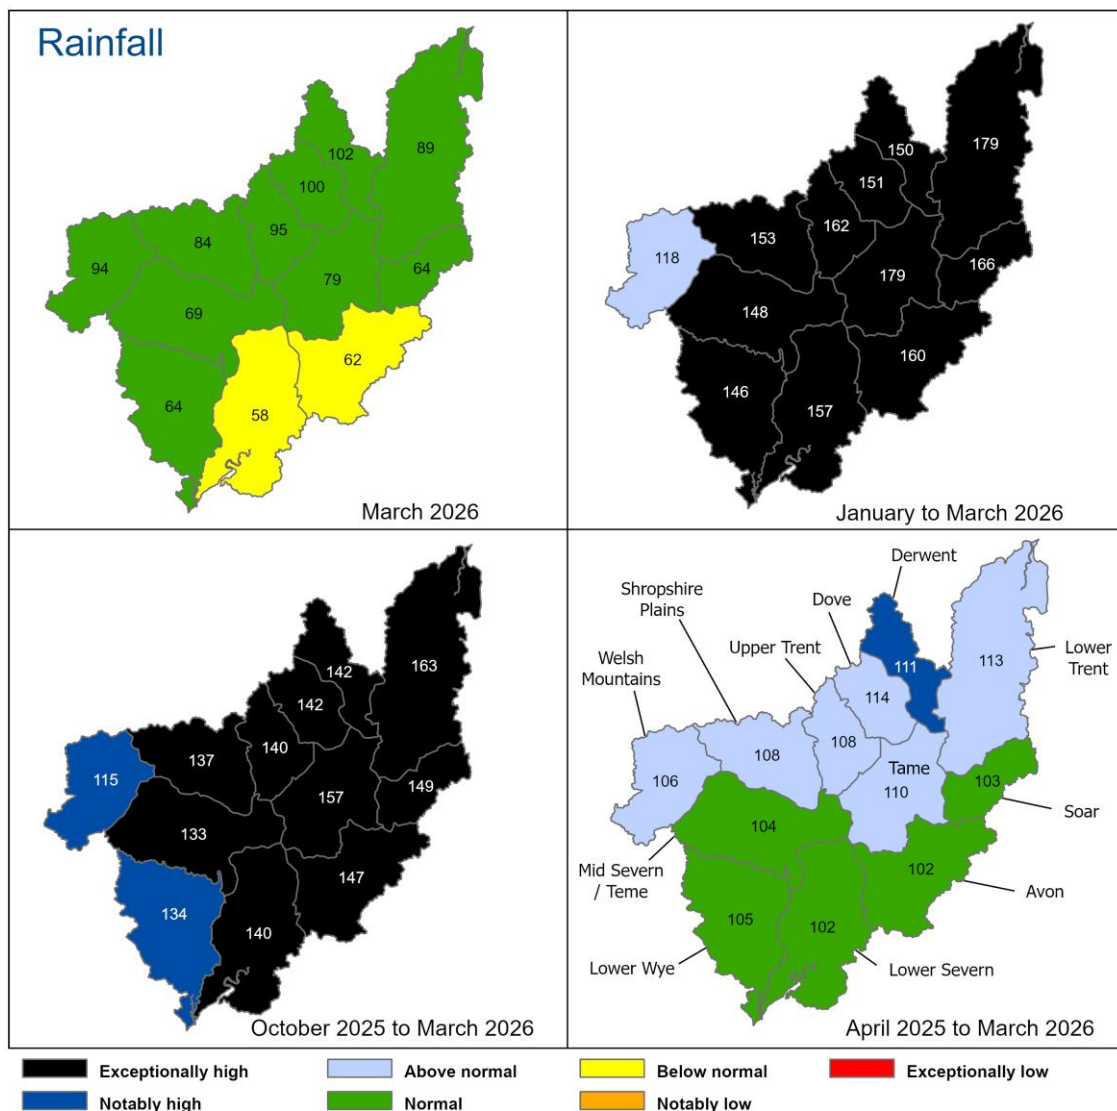 Rainfall
102
89
100
95
84
94
79
64
69
62
64
58
March 2026
150
179
151
162
153
118
179
166
148
160
146
157
January to March 2026
142
163
142
140
137
115
157
149
133
147
134
140
October 2025 to March 2026
Derwent
Shropshire
Plains
Dove
Upper Trent
Welsh
Mountains
Lower
Trent
111
113
114
108
108
106
Tame
110
103
Soar
104
Mid Severn
/ Teme
102
Avon
105
102
Lower Wye
Lower Severn
April 2025 to March 2026
Exceptionally high
Above normal
Below normal
Exceptionally low
Notably high
Normal
Notably low